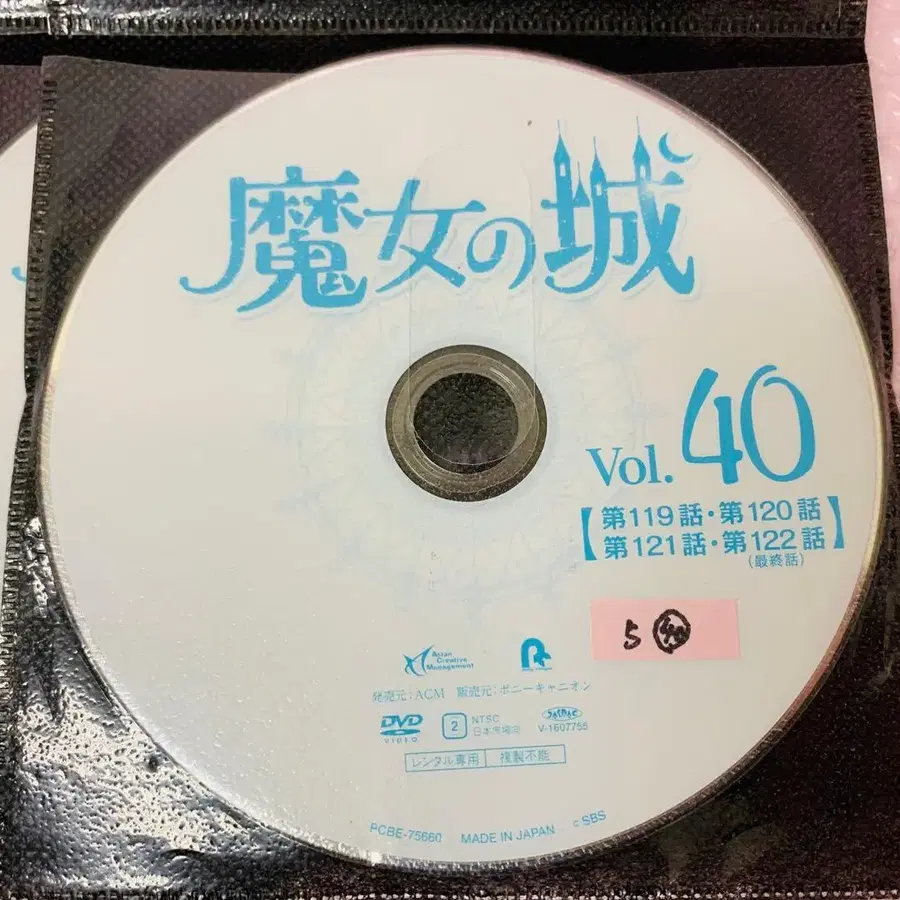 魔女の城
Vol. 40
【第119話・第120話
第121話・第122話】
(最終話)
5 40
Asian
Creative
Management
発売元:ACM 販売元:ポニーキャニオン
DVD
VIDEO
2
NTSC
日本市場向
V-1607755
レンタル専用 複製不能
PCBE-75660 MADE IN JAPAN © SBS